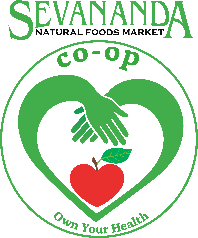 SEVANANDA
NATURAL FOODS MARKET
co-op
Own Your Health